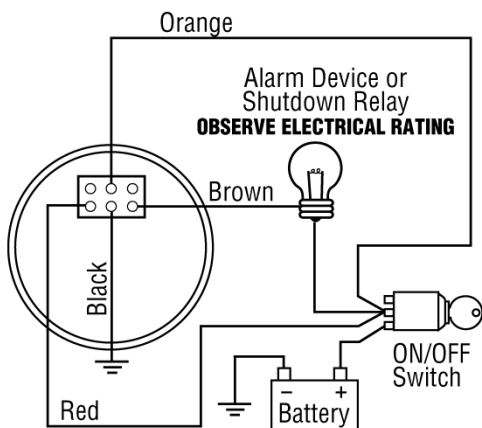 Orange
Alarm Device or
Shutdown Relay
OBSERVE ELECTRICAL RATING
Brown
Black
ON/OFF
Switch
Red
− +
Battery